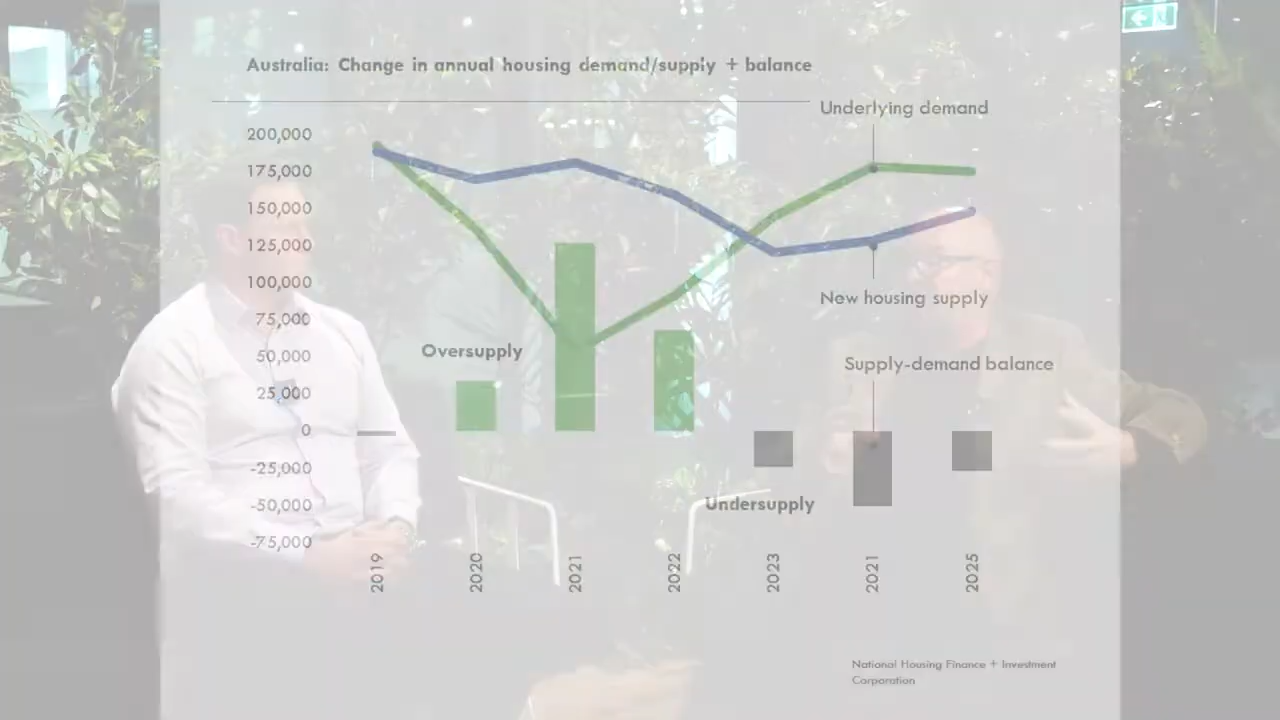 Australia: Change in annual housing demand/supply + balance
Underlying demand
200,000
175,000
150,000
125,000
100,000
New housing supply
75,000
Oversupply
50,000
Supply-demand balance
25,000
0
-25,000
-50,000
Undersupply
-75,000
2019
2020
2021
2022
2023
2021
2025
National Housing Finance + Investment
Corporation